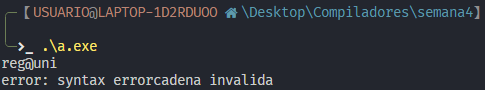 [USUARIO@LAPTOP-1D2RDUOO \Desktop\Compiladores\semana4]
>_ .\a.exe
reg@uni
error: syntax errorcadena invalida